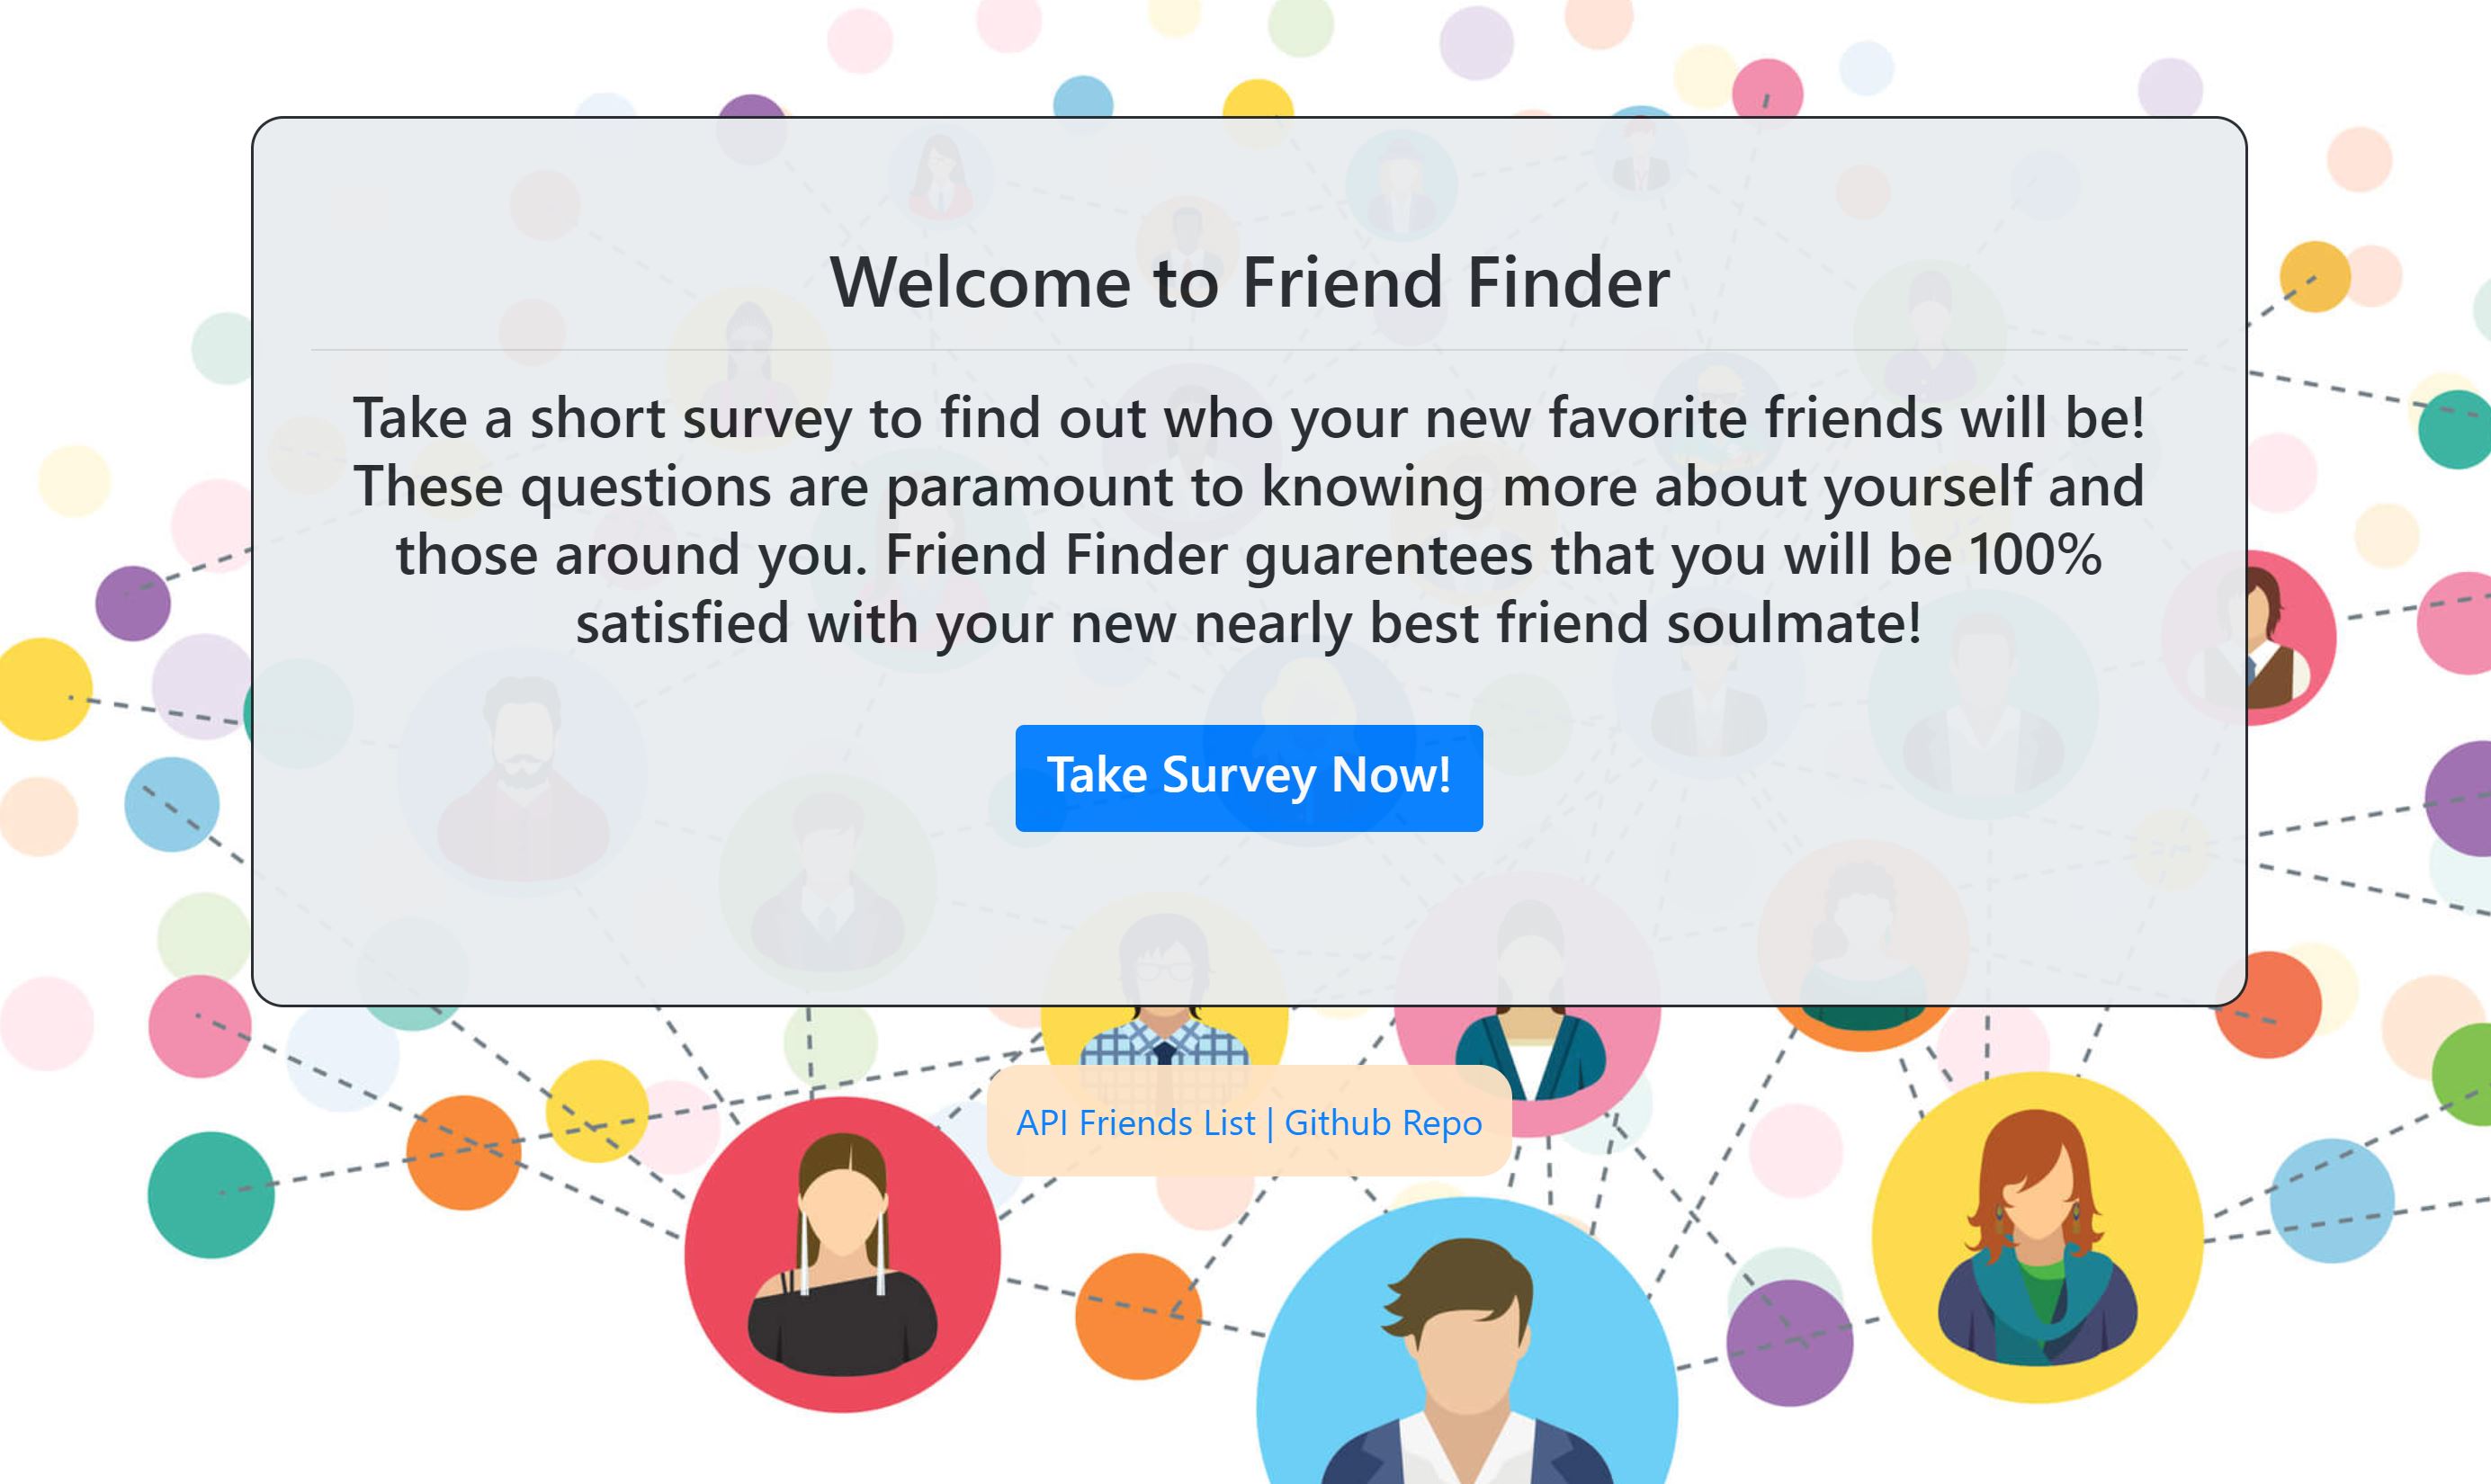 Welcome to Friend Finder
Take a short survey to find out who your new favorite friends will be!
These questions are paramount to knowing more about yourself and
those around you. Friend Finder guarentees that you will be 100%
satisfied with your new nearly best friend soulmate!
Take Survey Now!
API Friends List | Github Repo